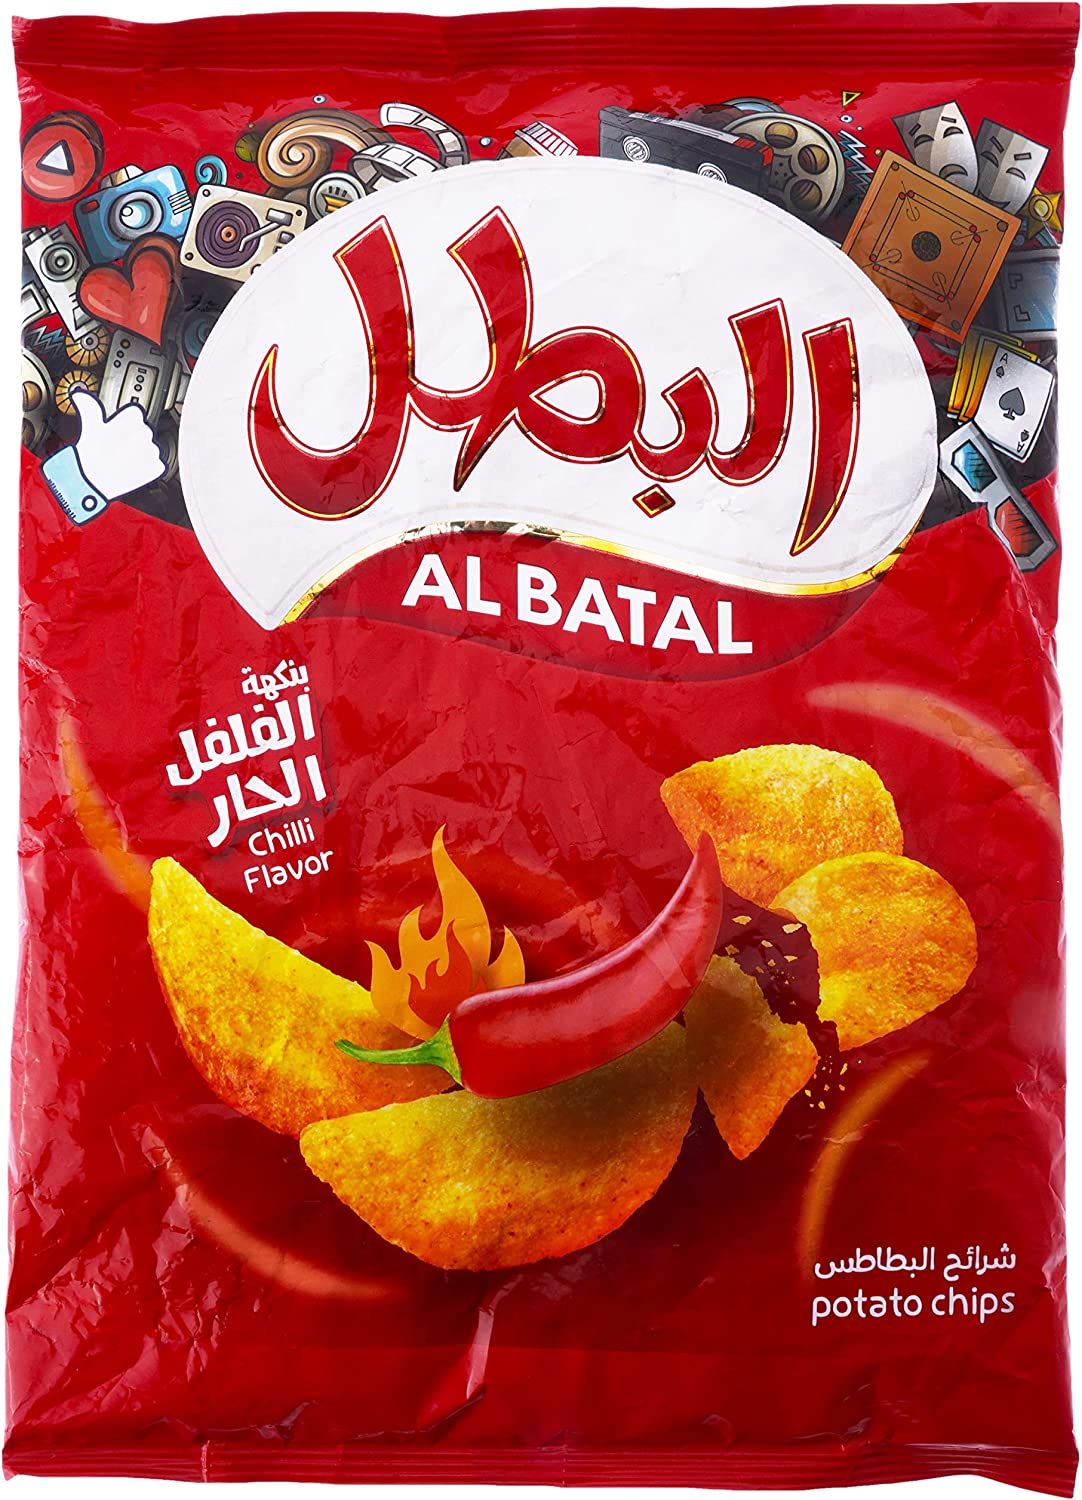 البطل
AL BATAL
بنكهة
الفلفل
الحار
Chilli
Flavor
شرائح البطاطس
potato chips